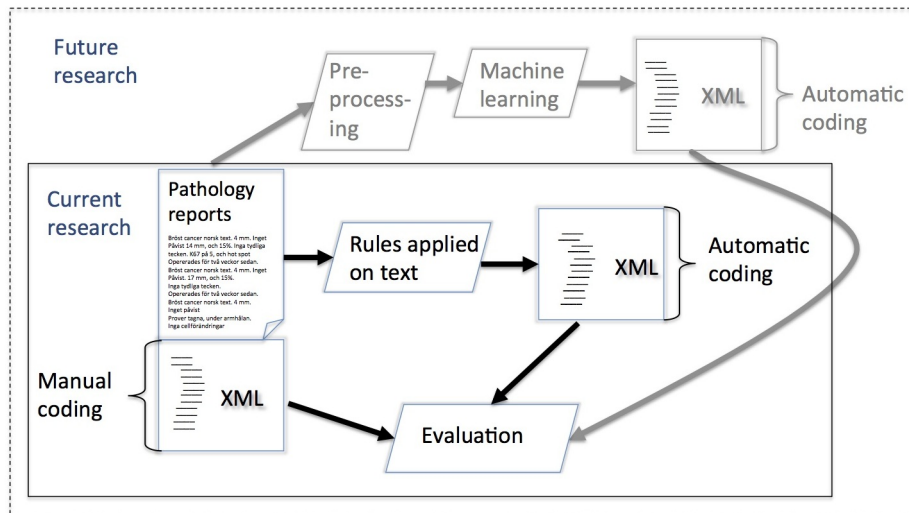 Future
research
Pre-
process-
ing
Machine
learning
XML
Automatic
coding
Current
research
Pathology
reports
Bröst cancer norsk text. 4 mm. Inget
Påvist 14 mm, och 15%. Inga tydliga
tecken. K67 på 5, och hot spot
Opererades för två veckor sedan.
Bröst cancer norsk text. 4 mm. Inget
Påvist. 17 mm, och 15%.
Inga tydliga tecken.
Opererades för två veckor sedan.
Bröst cancer norsk text. 4 mm.
Inget påvist
Prover tagna, under armhålan.
Inga cellförändringar
Rules applied
on text
XML
Automatic
coding
Manual
coding
XML
Evaluation